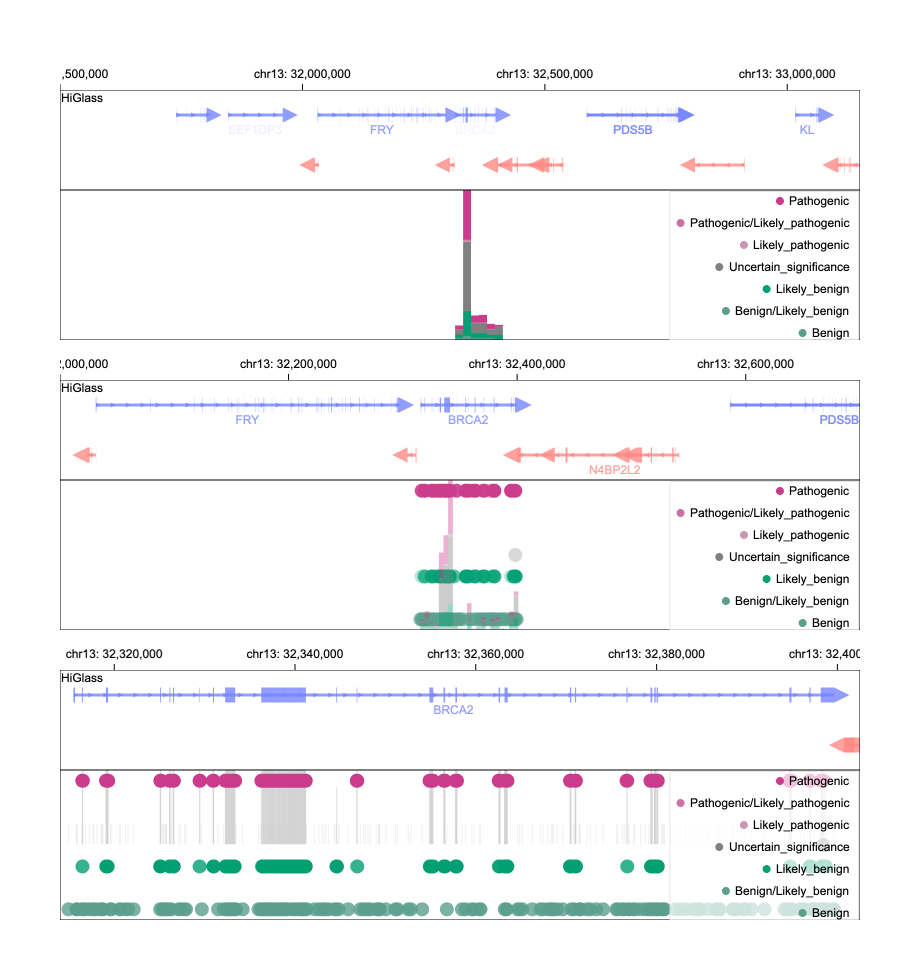 ,500,000 chr13: 32,000,000 chr13: 32,500,000 chr13: 33,000,000
HiGlass
EEF1DP3 FRY BRCA2 PDS5B KL
Pathogenic
Pathogenic/Likely_pathogenic
Likely_pathogenic
Uncertain_significance
Likely_benign
Benign/Likely_benign
Benign
:,000,000 chr13: 32,200,000 chr13: 32,400,000 chr13: 32,600,000
HiGlass
FRY BRCA2 PDS5B
N4BP2L2
Pathogenic
Pathogenic/Likely_pathogenic
Likely_pathogenic
Uncertain_significance
Likely_benign
Benign/Likely_benign
Benign
chr13: 32,320,000 chr13: 32,340,000 chr13: 32,360,000 chr13: 32,380,000 chr13: 32,400
HiGlass
BRCA2
Pathogenic
Pathogenic/Likely_pathogenic
Likely_pathogenic
Uncertain_significance
Likely_benign
Benign/Likely_benign
Benign